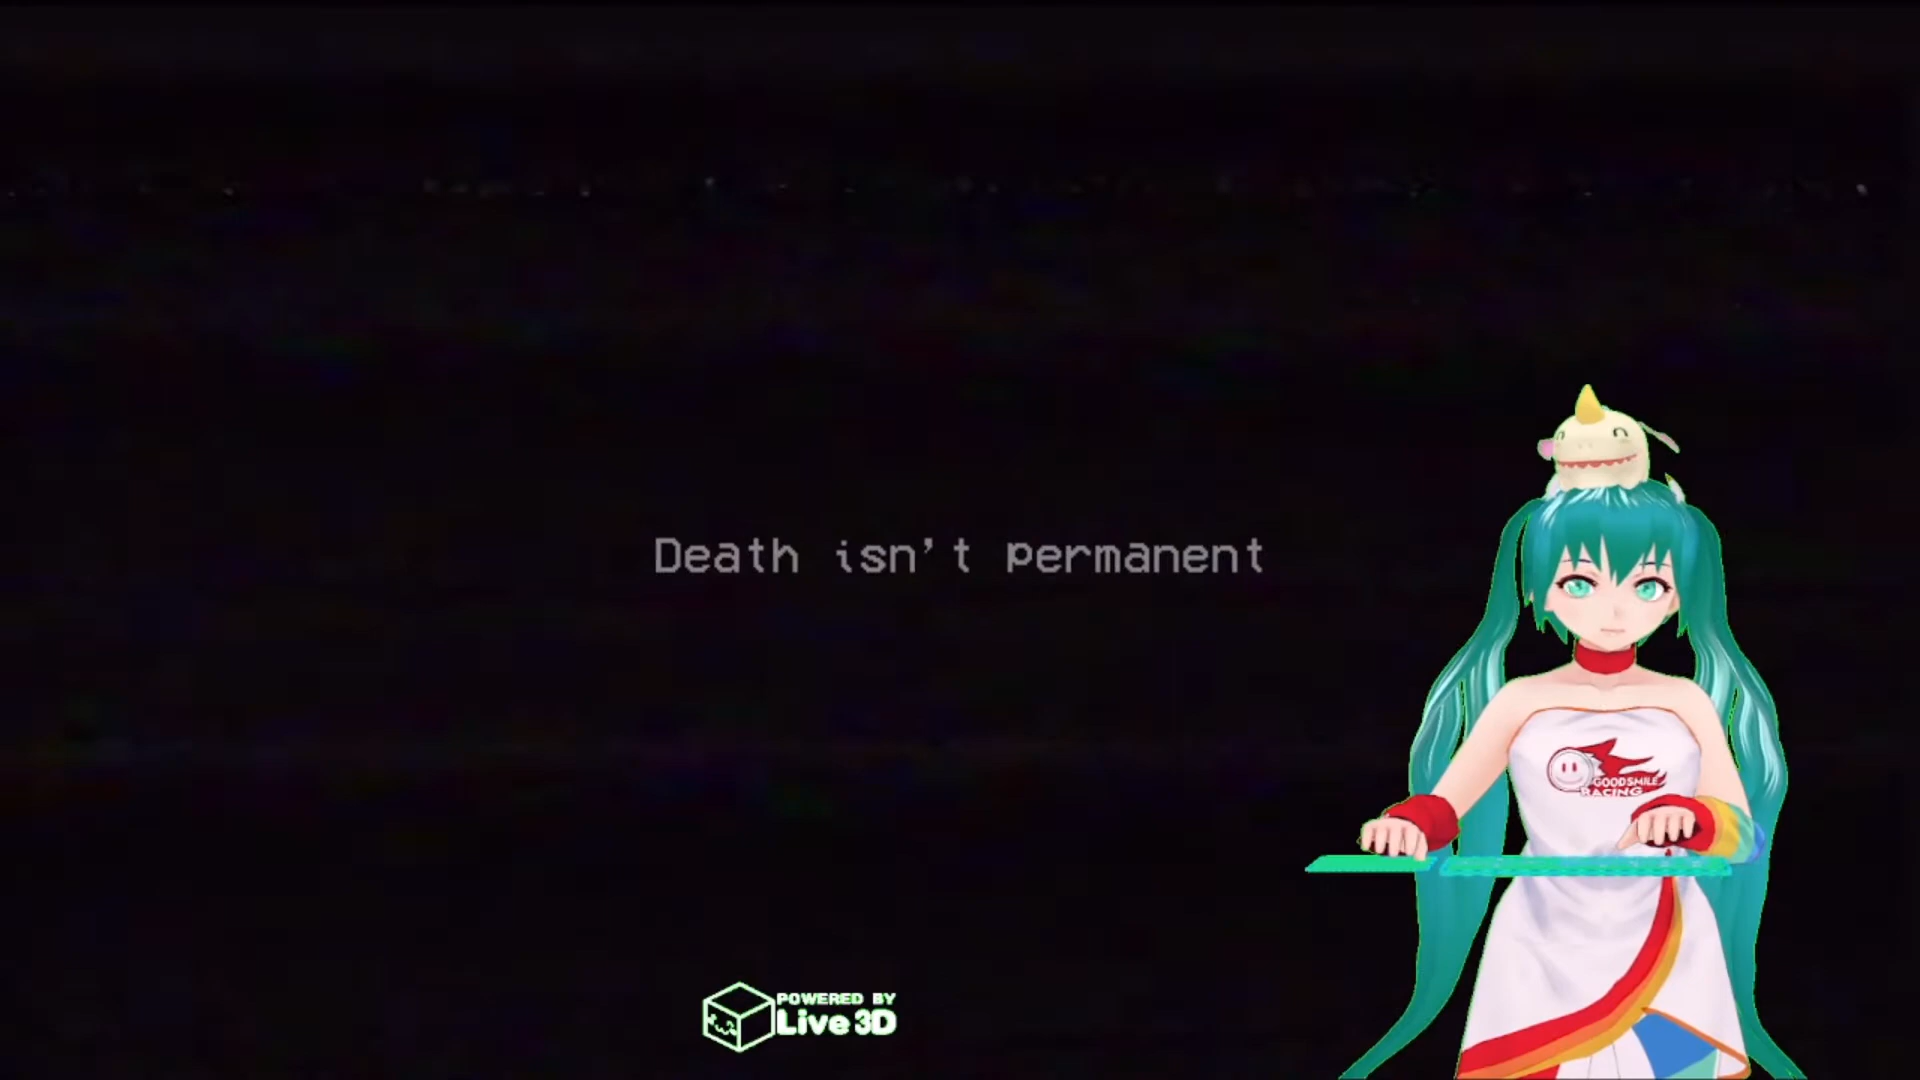 Death isn't permanent
GOODSMILE
RACING
POWERED BY
Live3D